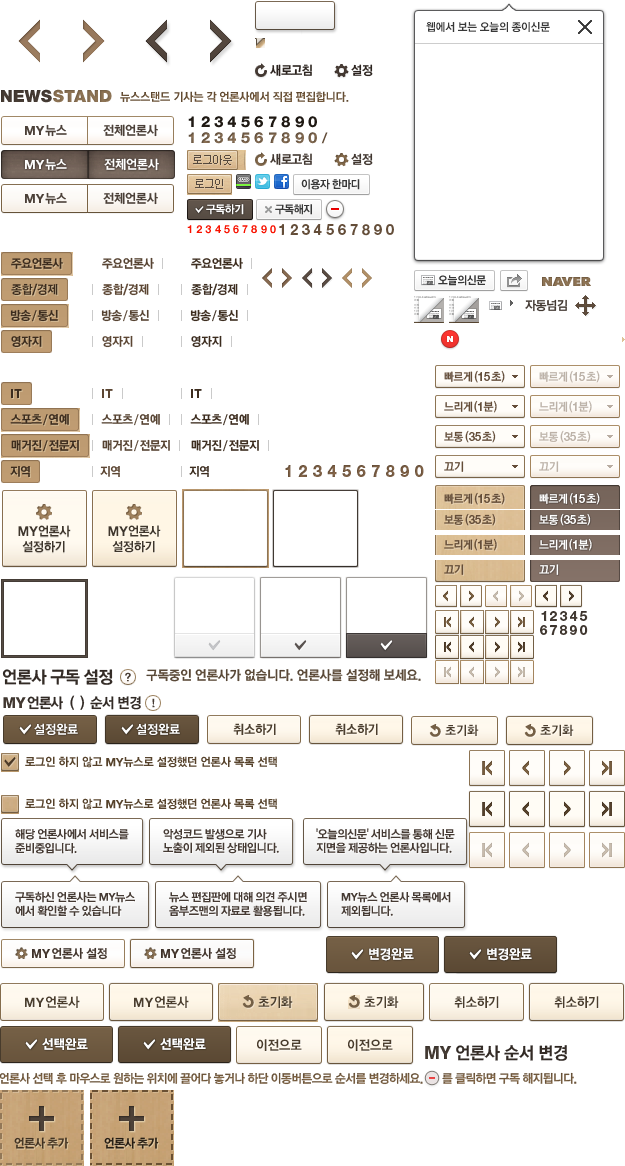 웹에서 보는 오늘의 종이신문
새로고침 설정
NEWSSTAND 뉴스스탠드 기사는 각 언론사에서 직접 편집합니다.
MY뉴스 전체언론사
1234567890
1234567890/
MY뉴스 전체언론사
로그아웃 새로고침 설정
로그인 이용자 한마디
MY뉴스 전체언론사
구독하기 구독해지
1234567890 1234567890
주요언론사 주요언론사 주요언론사
종합/경제 종합/경제 종합/경제
방송/통신 방송/통신 방송/통신
영자지 영자지 영자지
오늘의신문 NAVER
자동넘김
N
IT IT IT
스포츠/연예 스포츠/연예 스포츠/연예
매거진/전문지 매거진/전문지 매거진/전문지
지역 지역 지역 1234567890
빠르게(15초) 빠르게(15초)
느리게(1분) 느리게(1분)
보통(35초) 보통(35초)
끄기 끄기
빠르게(15초) 빠르게(15초)
보통(35초) 보통(35초)
느리게(1분) 느리게(1분)
끄기 끄기
MY언론사 MY언론사
설정하기 설정하기
12345
67890
언론사 구독 설정 ? 구독중인 언론사가 없습니다. 언론사를 설정해 보세요.
MY언론사 ( ) 순서 변경 !
설정완료 설정완료 취소하기 취소하기 초기화 초기화
로그인 하지 않고 MY뉴스로 설정했던 언론사 목록 선택
로그인 하지 않고 MY뉴스로 설정했던 언론사 목록 선택
해당 언론사에서 서비스를
준비중입니다.
악성코드 발생으로 기사
노출이 제외된 상태입니다.
'오늘의신문' 서비스를 통해 신문
지면을 제공하는 언론사입니다.
구독하신 언론사는 MY뉴스
에서 확인할 수 있습니다
뉴스 편집판에 대해 의견 주시면
옴부즈맨의 자료로 활용됩니다.
MY뉴스 언론사 목록에서
제외됩니다.
MY언론사 설정 MY언론사 설정 변경완료 변경완료
MY언론사 MY언론사 초기화 초기화 취소하기 취소하기
선택완료 선택완료 이전으로 이전으로 MY 언론사 순서 변경
언론사 선택 후 마우스로 원하는 위치에 끌어다 놓거나 하단 이동버튼으로 순서를 변경하세요. 를 클릭하면 구독 해지됩니다.
언론사 추가 언론사 추가